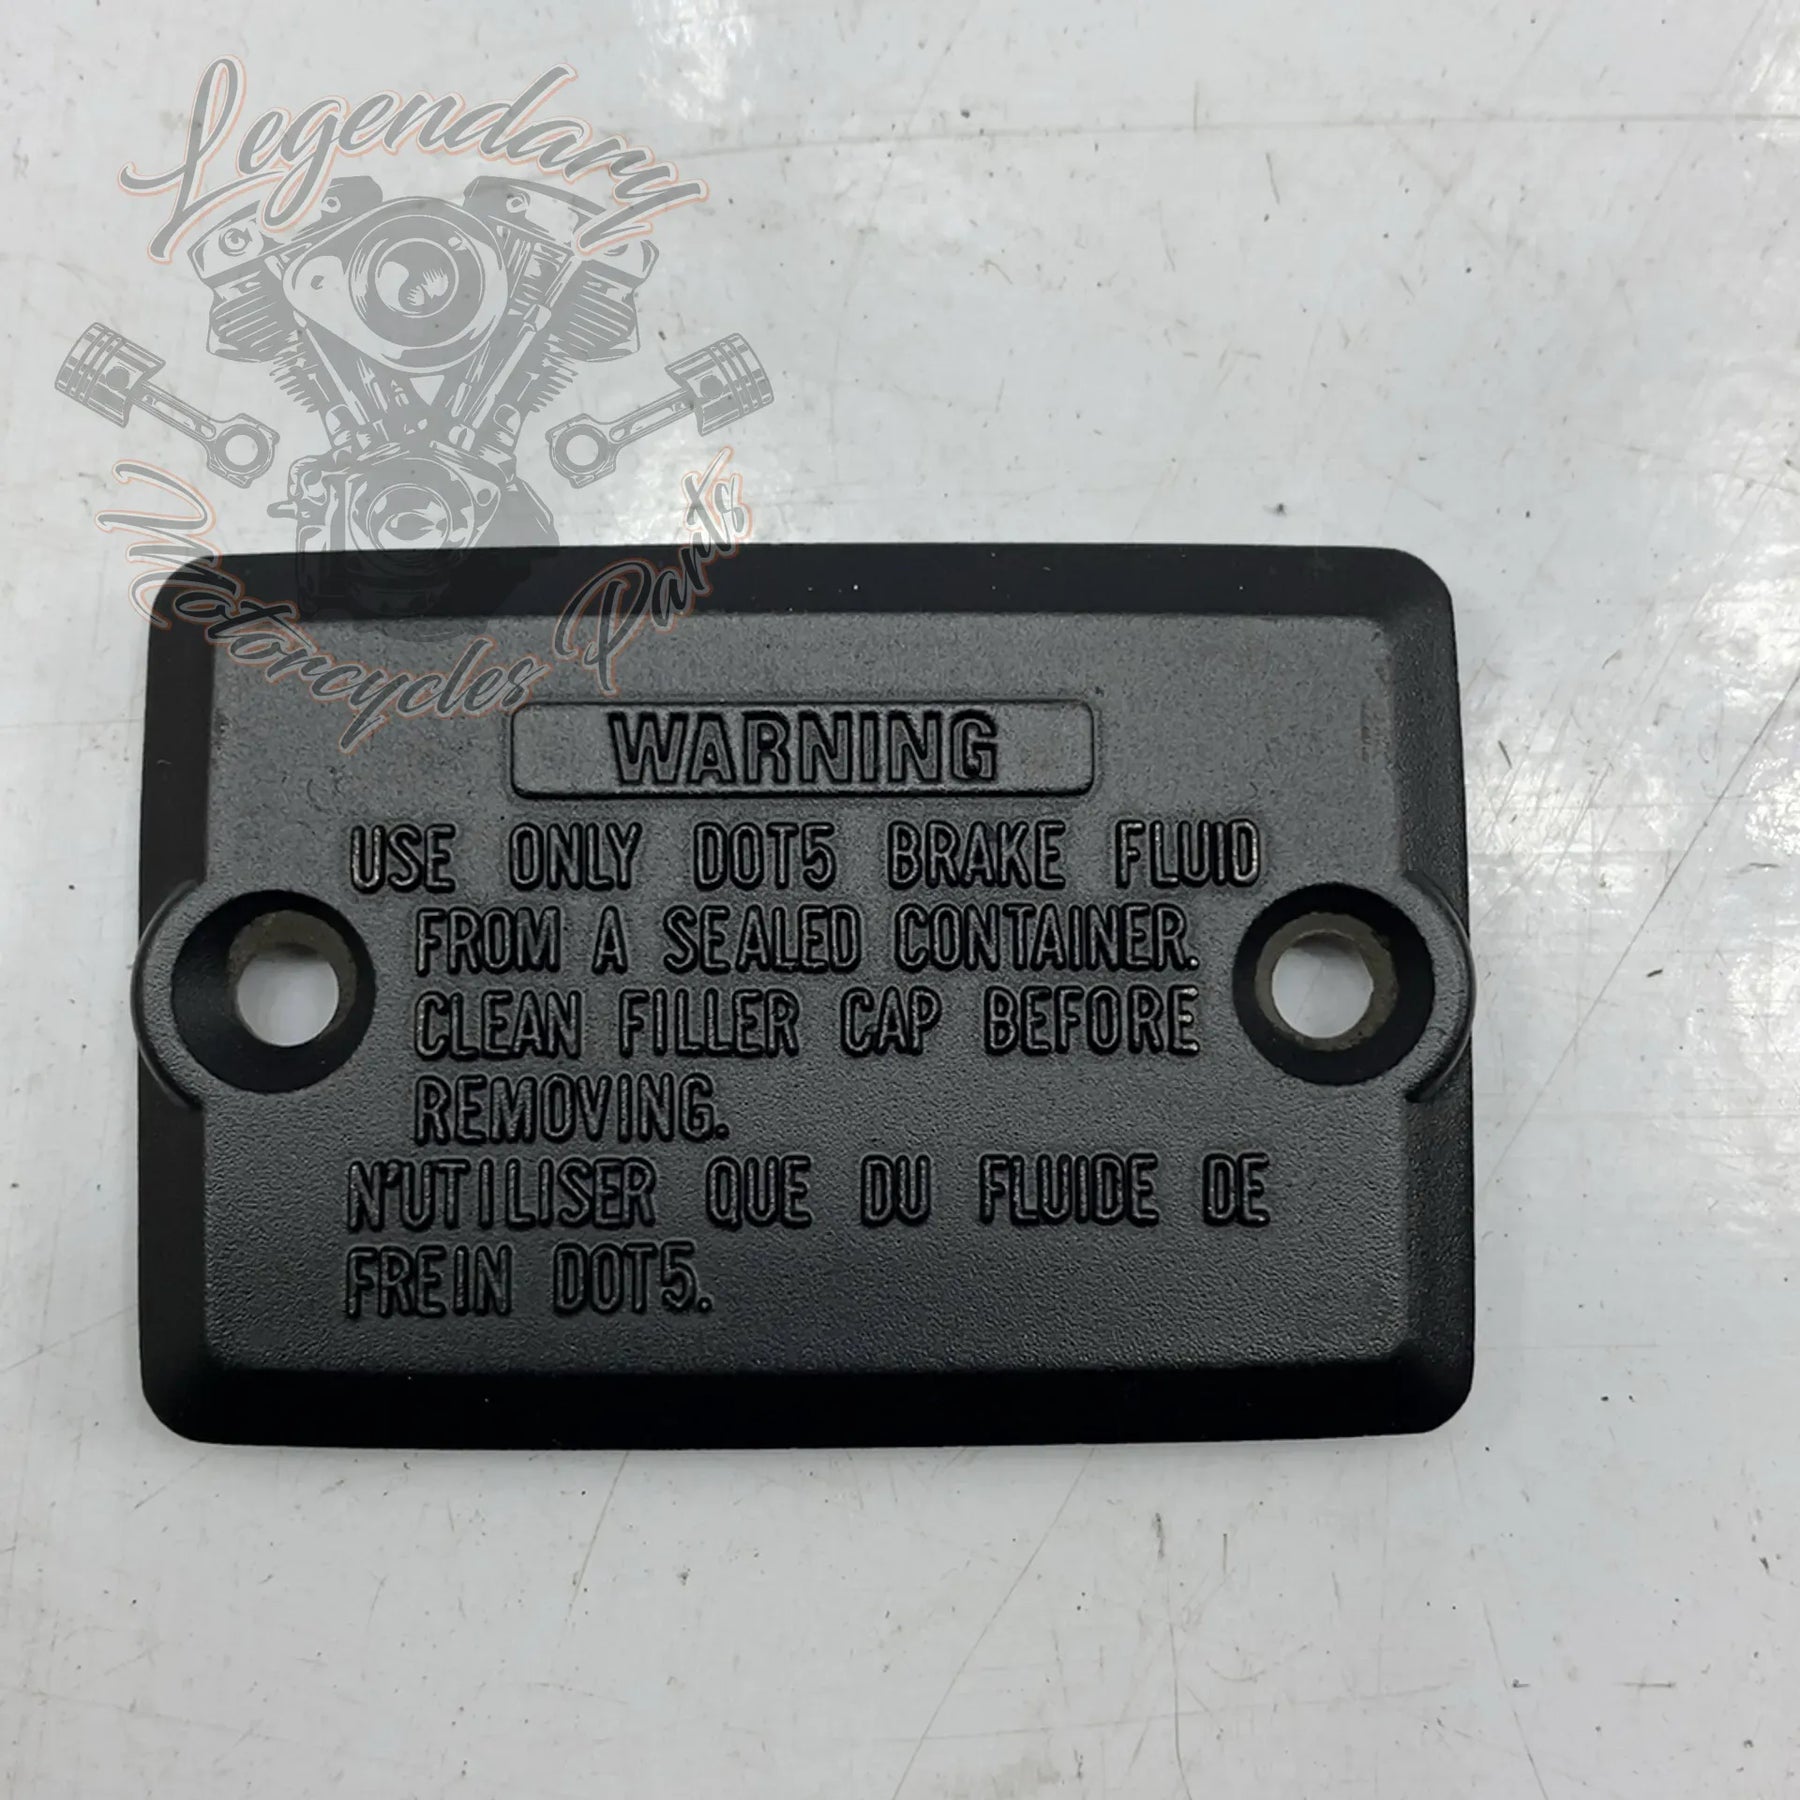 Legendary
Motorcycles Parts
WARNING
USE ONLY DOT5 BRAKE FLUID
FROM A SEALED CONTAINER.
CLEAN FILLER CAP BEFORE
REMOVING.
N'UTILISER QUE DU FLUIDE DE
FREIN DOT5.